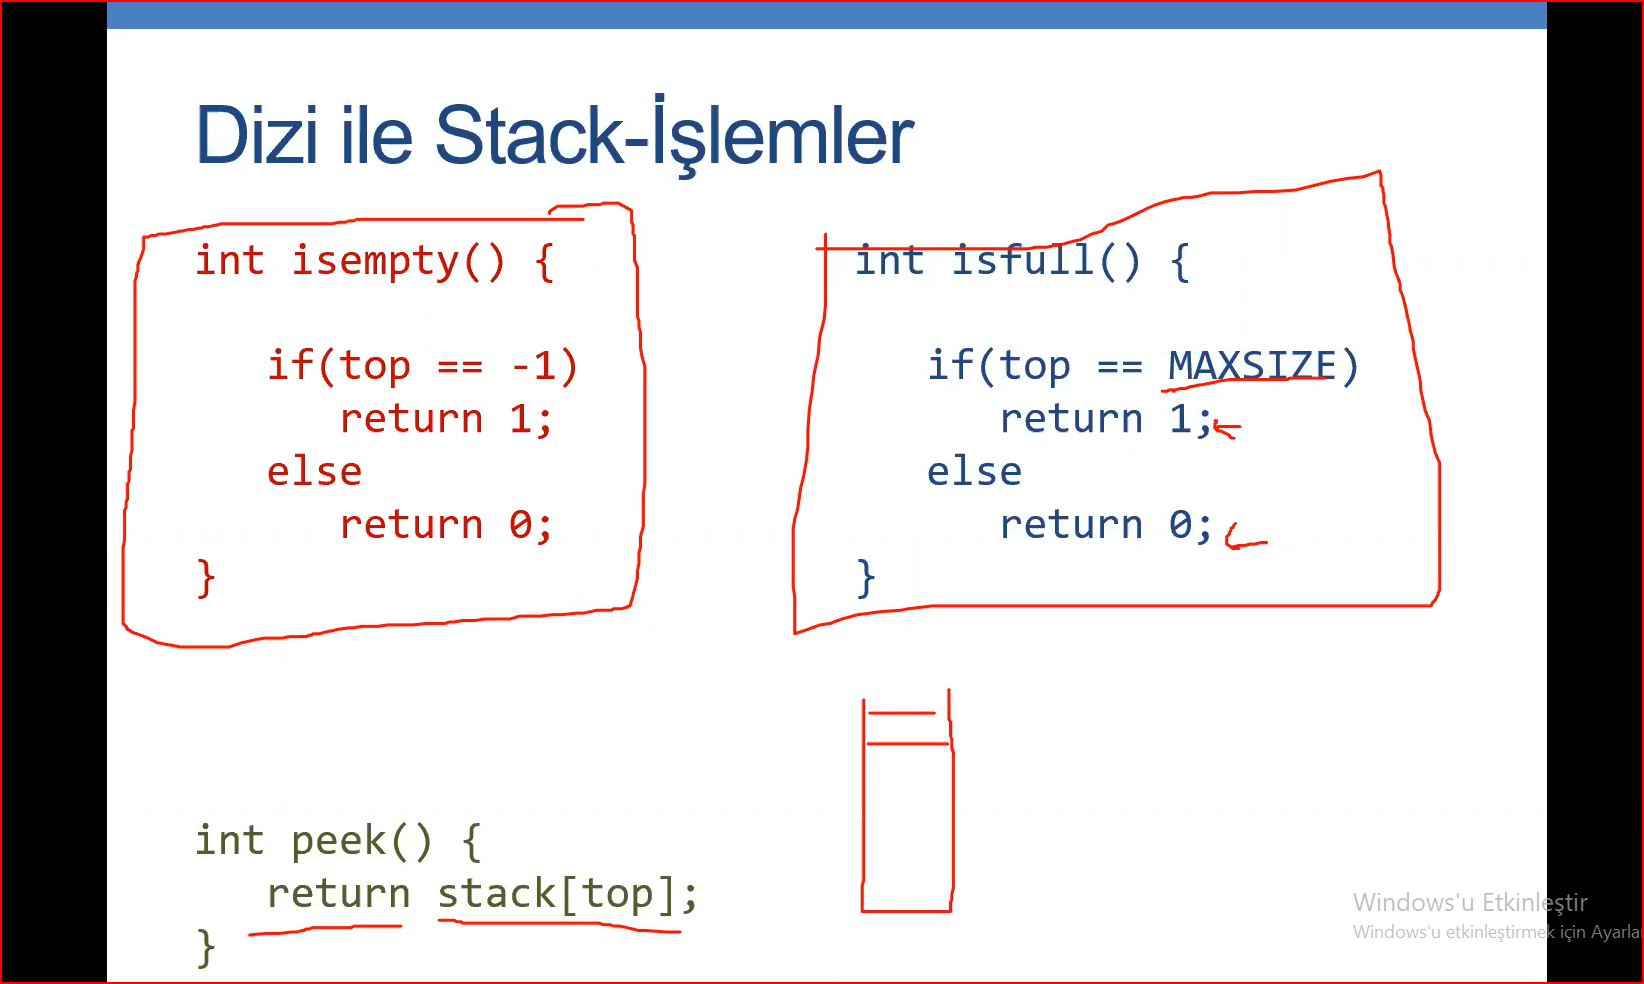 Dizi ile Stack-İşlemler
int isempty() {
if(top == -1)
return 1;
else
return 0;
}
int isfull() {
if(top == MAXSIZE)
return 1;
else
return 0;
}
int peek() {
return stack[top];
}
Windows'u Etkinleştir
Windows'u etkinleştirmek için Ayarla